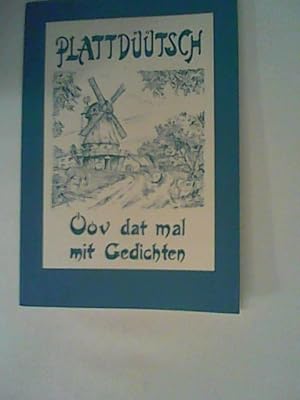 PLATTDÜÜTSCH
Oov dat mal
mit Gedichten